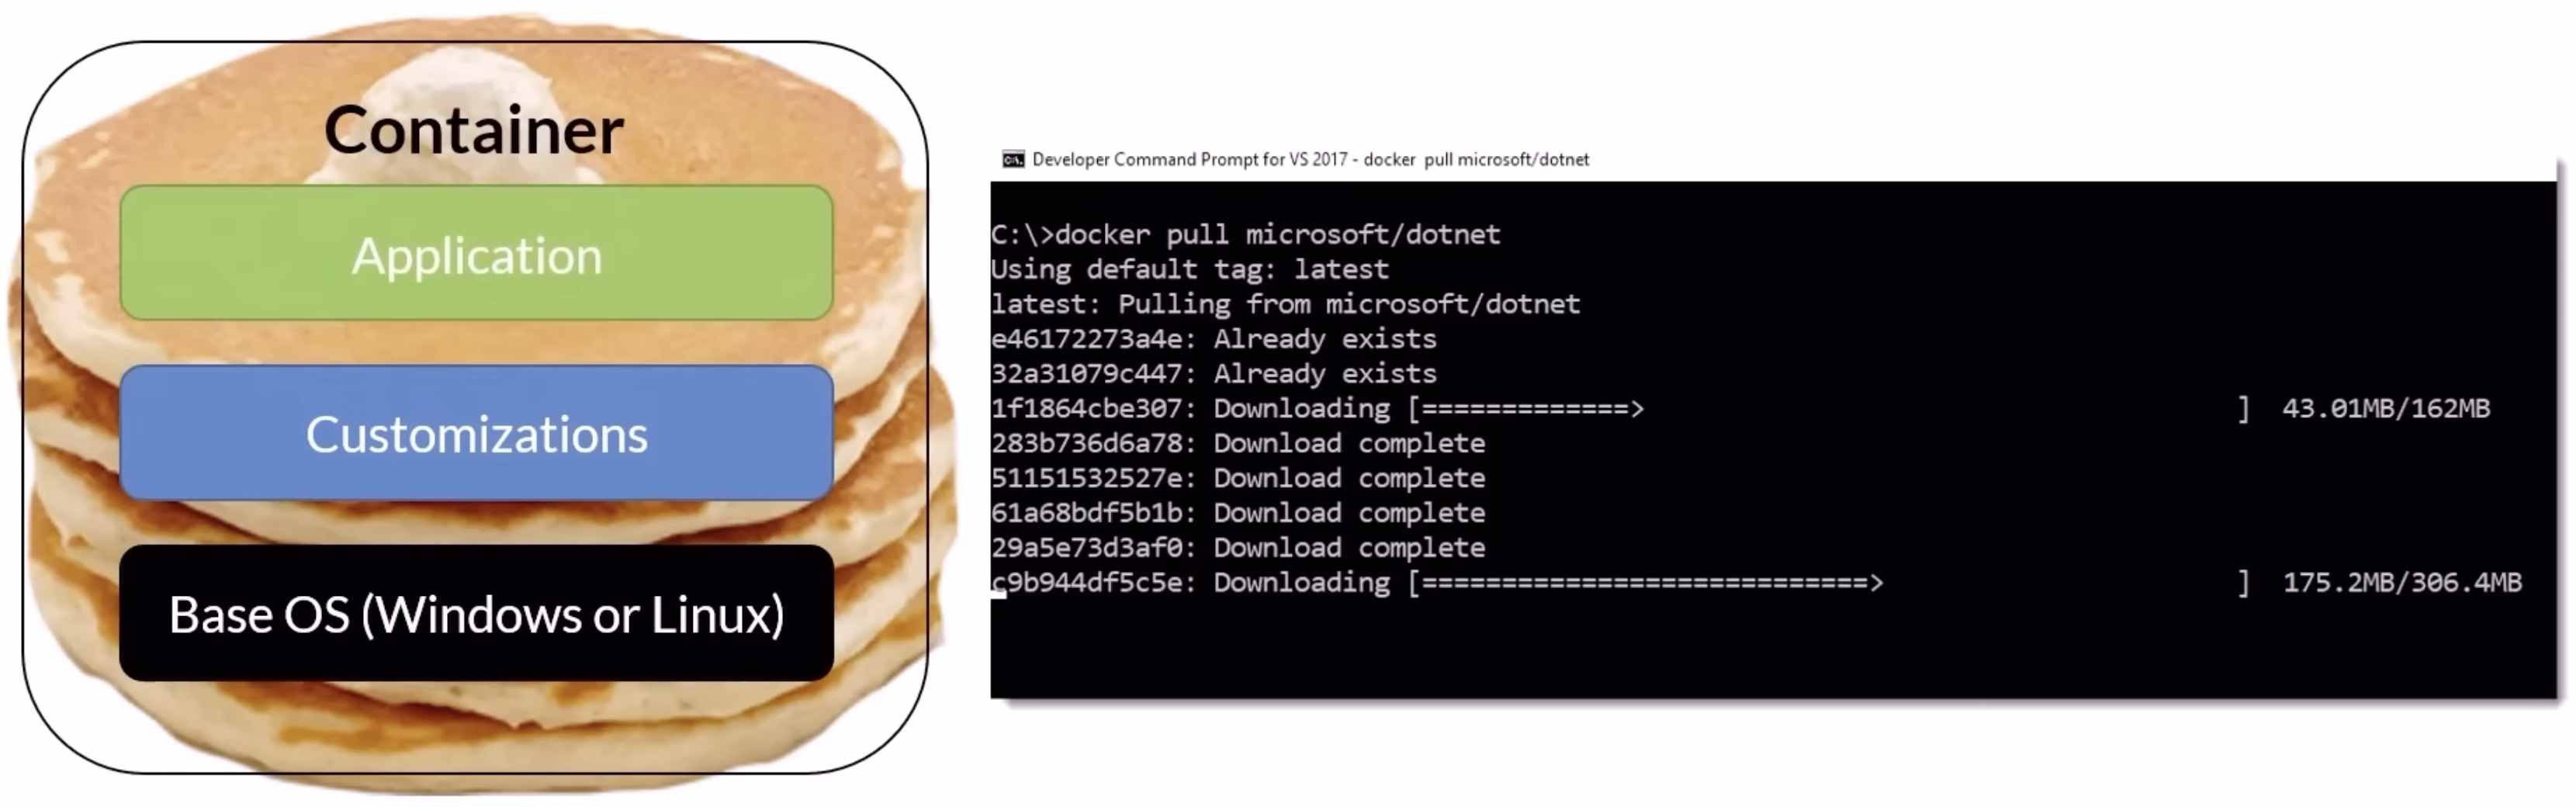 Container
Application
Customizations
Base OS (Windows or Linux)
Developer Command Prompt for VS 2017 - docker  pull microsoft/dotnet
C:\>docker pull microsoft/dotnet
Using default tag: latest
latest: Pulling from microsoft/dotnet
e46172273a4e: Already exists
32a31079c447: Already exists
1f1864cbe307: Downloading [=============>                                     ]  43.01MB/162MB
283b736d6a78: Download complete
51151532527e: Download complete
61a68bdf5b1b: Download complete
29a5e73d3af0: Download complete
c9b944df5c5e: Downloading [============================>                      ]  175.2MB/306.4MB